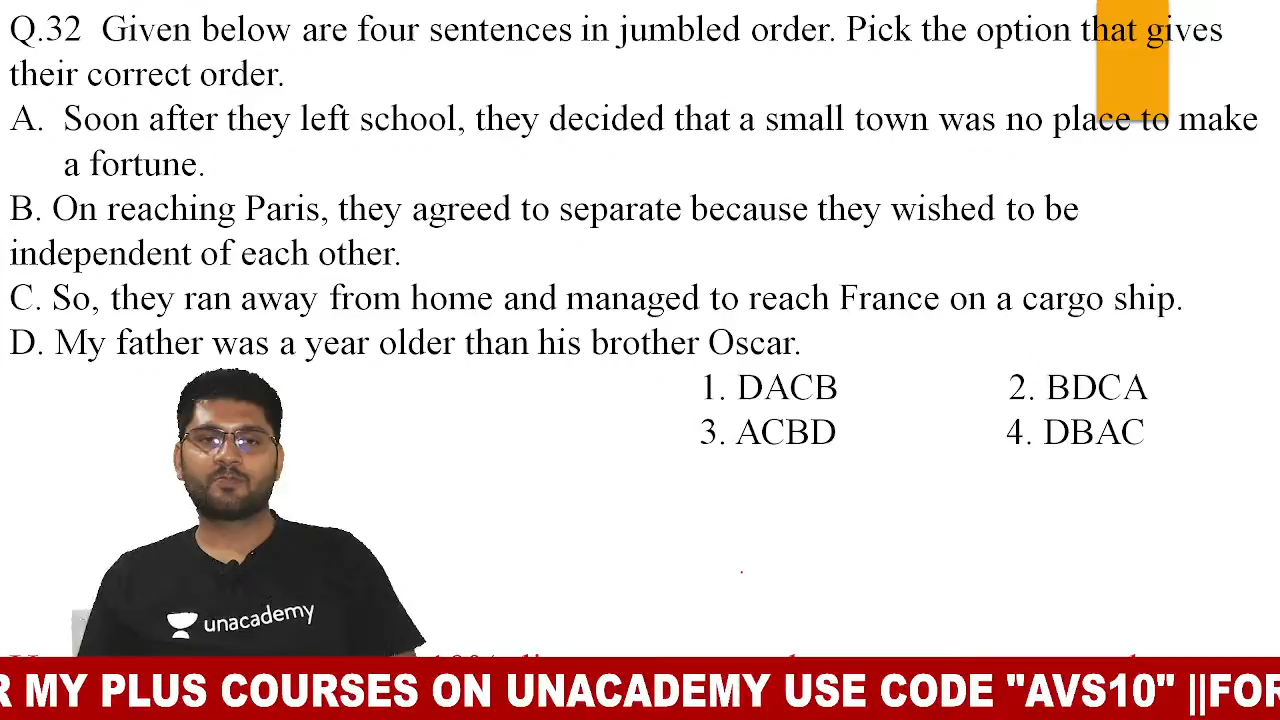 Q.32 Given below are four sentences in jumbled order. Pick the option that gives
their correct order.
A. Soon after they left school, they decided that a small town was no place to make
a fortune.
B. On reaching Paris, they agreed to separate because they wished to be
independent of each other.
C. So, they ran away from home and managed to reach France on a cargo ship.
D. My father was a year older than his brother Oscar.
1. DACB 2. BDCA
3. ACBD 4. DBAC
unacademy
R MY PLUS COURSES ON UNACADEMY USE CODE "AVS10" ||FOR